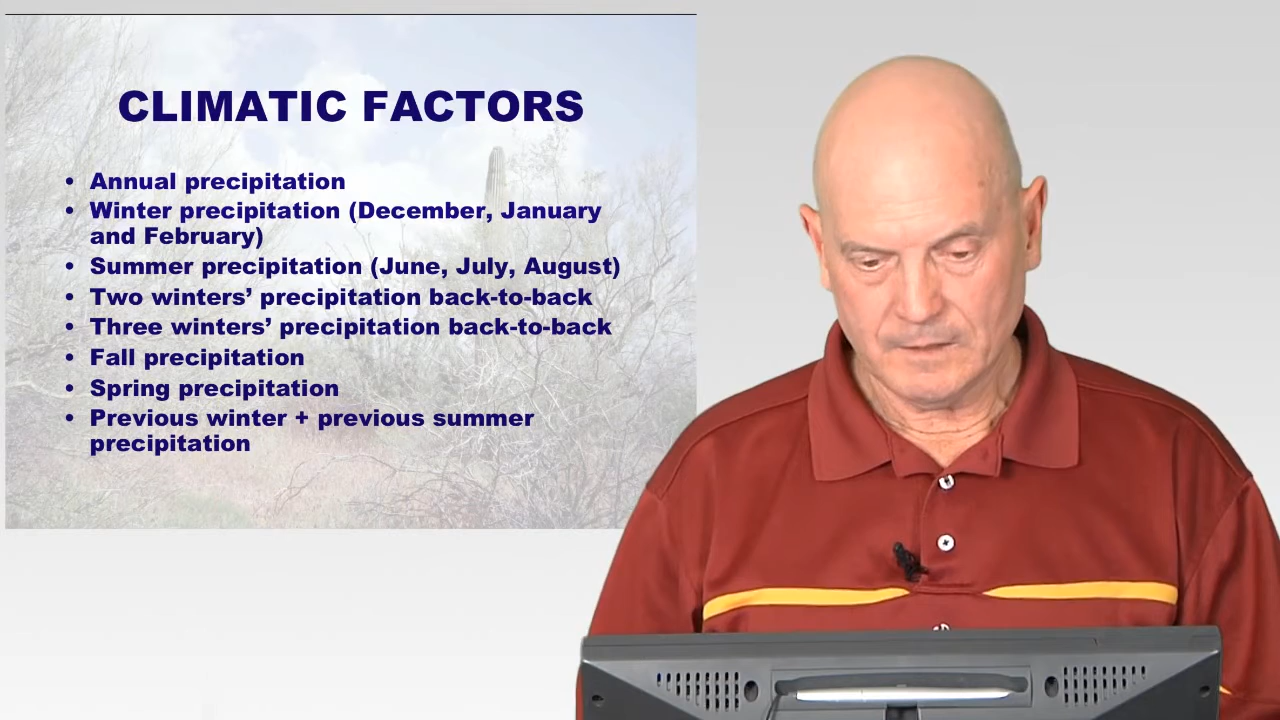 CLIMATIC FACTORS
• Annual precipitation
• Winter precipitation (December, January
and February)
• Summer precipitation (June, July, August)
• Two winters’ precipitation back-to-back
• Three winters’ precipitation back-to-back
• Fall precipitation
• Spring precipitation
• Previous winter + previous summer
precipitation